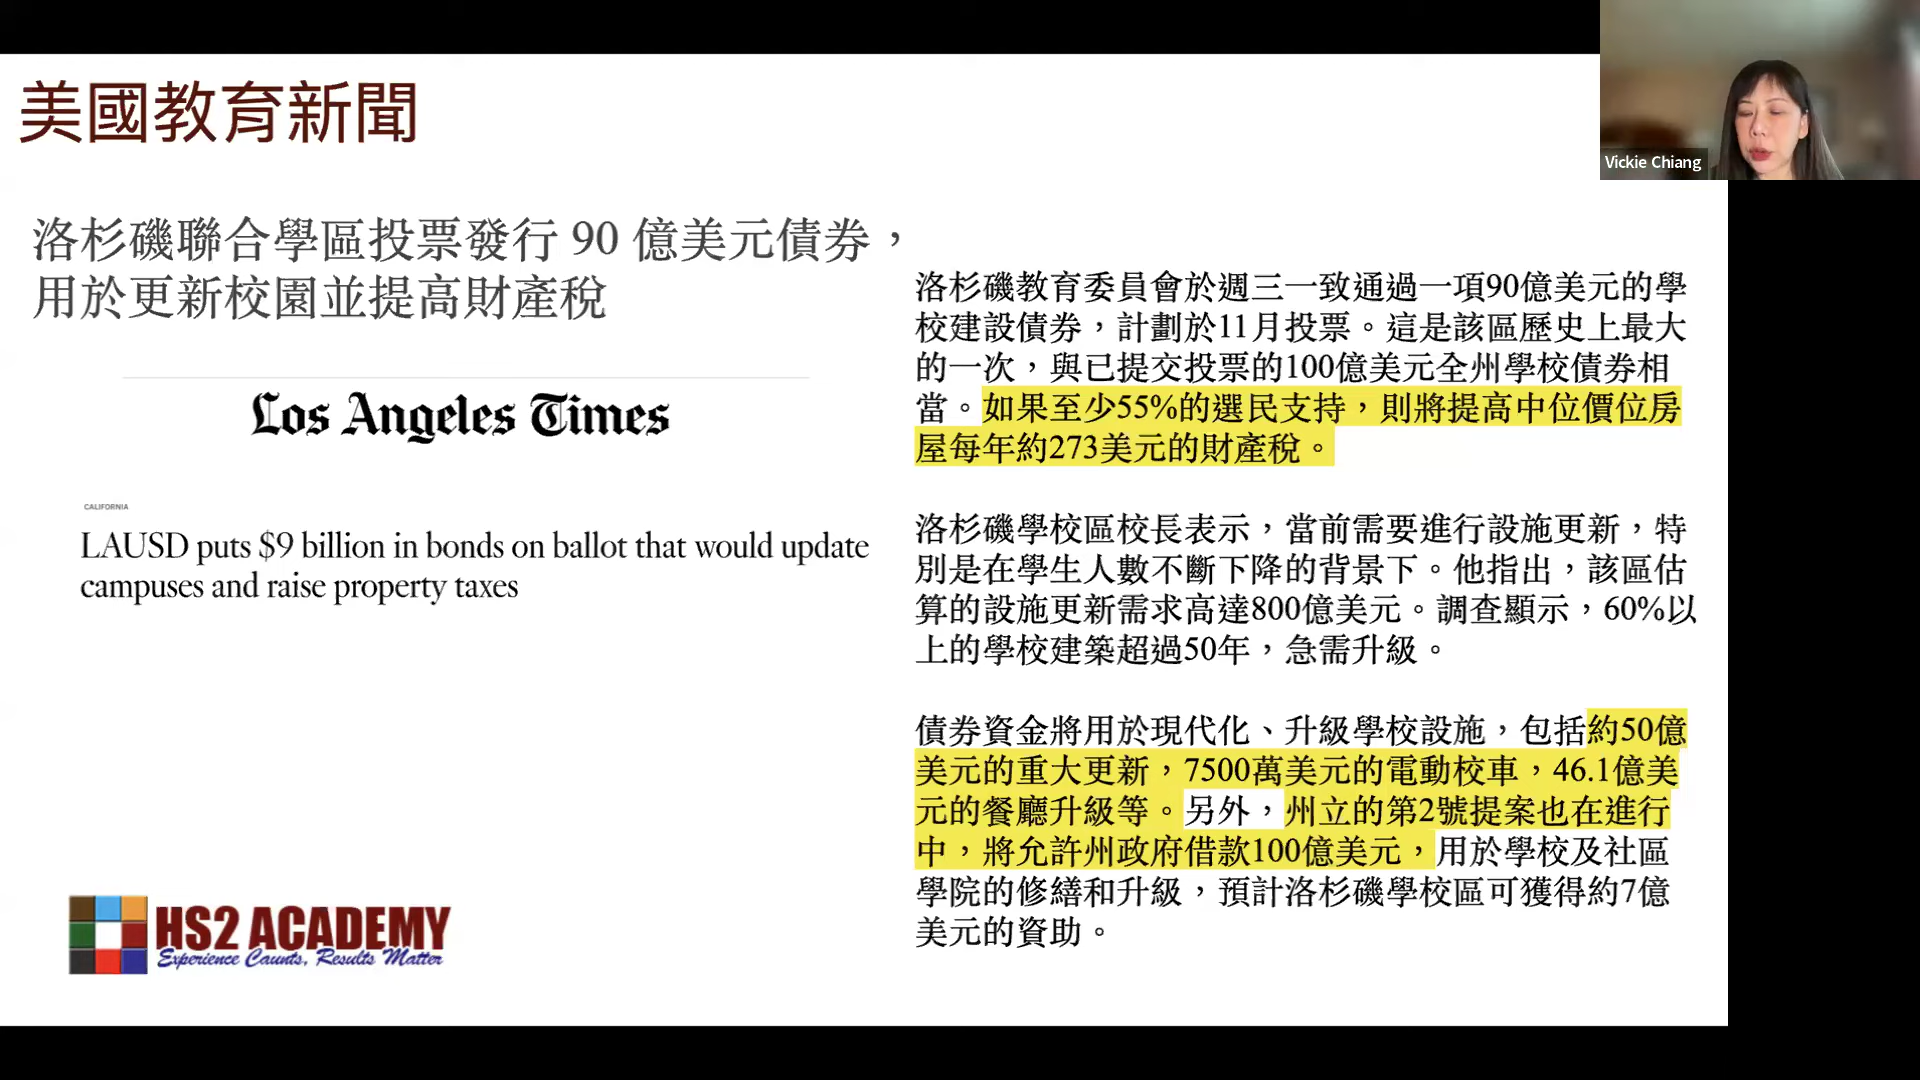 美國教育新聞
Vickie Chiang
洛杉磯聯合學區投票發行 90 億美元債券，
用於更新校園並提高財產稅
Los Angeles Times
CALIFORNIA
LAUSD puts $9 billion in bonds on ballot that would update
campuses and raise property taxes
HS2 ACADEMY
Experience Counts, Results Matter
洛杉磯教育委員會於週三一致通過一項90億美元的學
校建設債券，計劃於11月投票。這是該區歷史上最大
的一次，與已提交投票的100億美元全州學校債券相
當。如果至少55%的選民支持，則將提高中位價位房
屋每年約273美元的財產稅。
洛杉磯學校區校長表示，當前需要進行設施更新，特
別是在學生人數不斷下降的背景下。他指出，該區估
算的設施更新需求高達800億美元。調查顯示，60%以
上的學校建築超過50年，急需升級。
債券資金將用於現代化、升級學校設施，包括約50億
美元的重大更新，7500萬美元的電動校車，46.1億美
元的餐廳升級等。另外，州立的第2號提案也在進行
中，將允許州政府借款100億美元，用於學校及社區
學院的修繕和升級，預計洛杉磯學校區可獲得約7億
美元的資助。